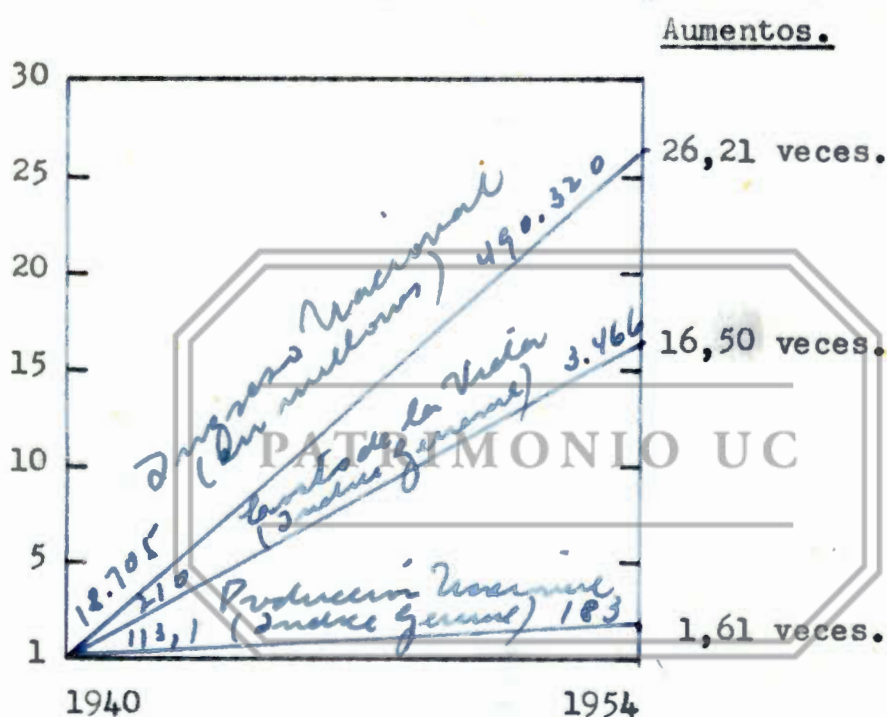 Aumentos.
30
25
20
15
10
5
1
26,21 veces.
16,50 veces.
1,61 veces.
Ingreso Nacional
(En millones) 490.320
18.705
Costo de la Vida
(Indice General) 3.466
210
Producción Nacional
(Indice General) 183
113,1
1940 1954
PATRIMONIO UC